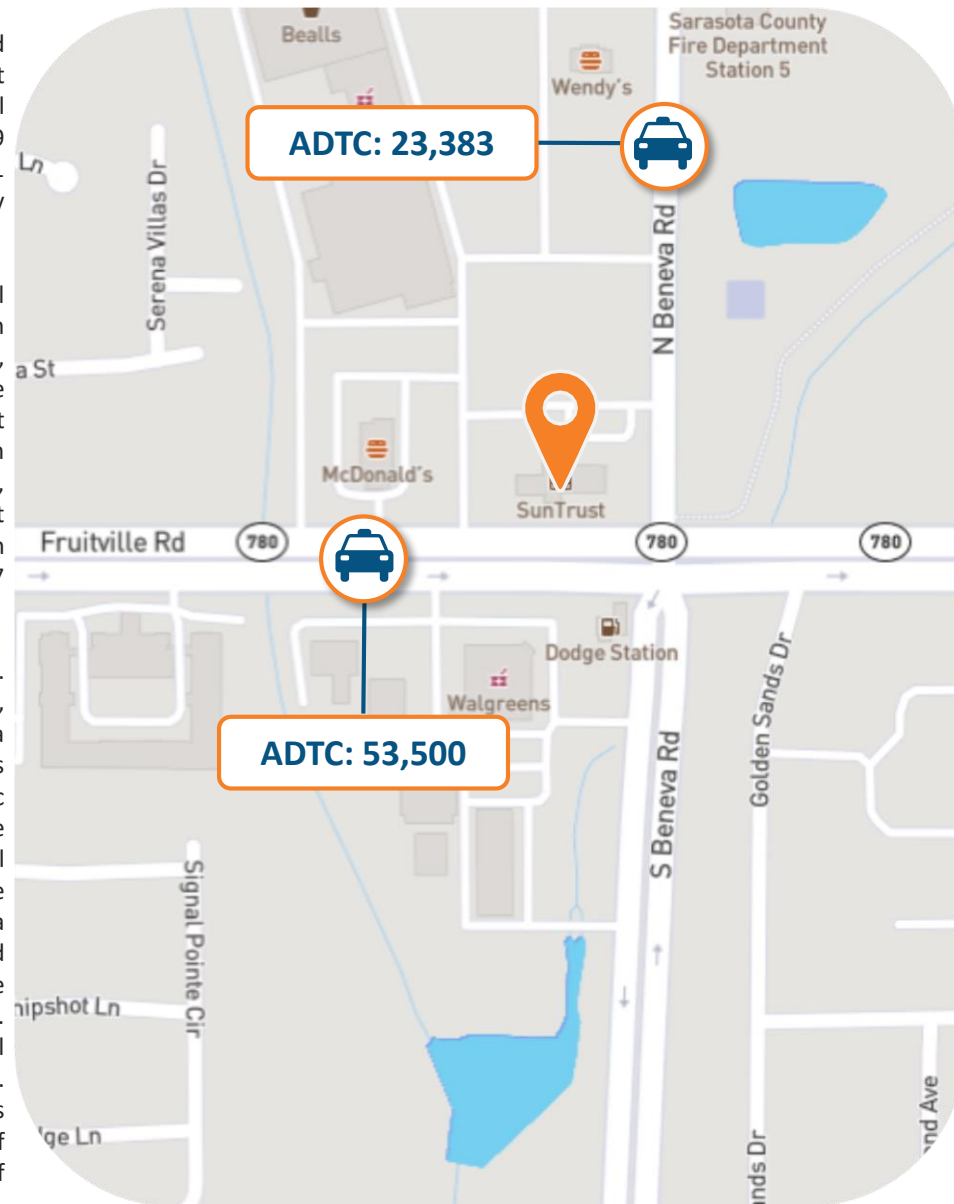 Bealls
Sarasota County
Fire Department
Station 5
Wendy's
ADTC: 23,383
Ln
Serena Villas Dr
N Beneva Rd
a St
McDonald's
SunTrust
Fruitville Rd
780
780
780
Dodge Station
Walgreens
Golden Sands Dr
ADTC: 53,500
S Beneva Rd
Signal Pointe Cir
hipshot Ln
lge Ln
nds Dr
nd Ave